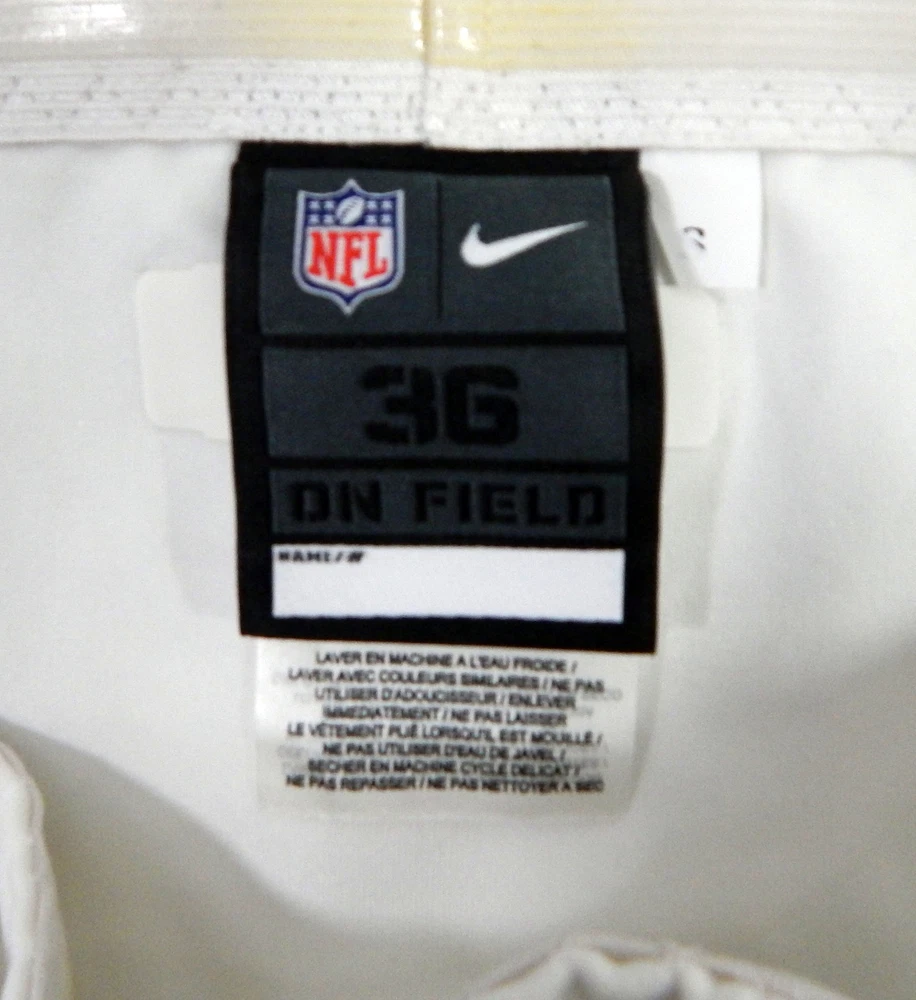 NFL
36
ON FIELD
NAME/#
LAVER EN MACHINE A L'EAU FROIDE /
LAVER AVEC COULEURS SIMILAIRES / NE PAS
UTILISER D'ADOUCISSEUR / ENLEVER
IMMEDIATEMENT / NE PAS LAISSER
LE VÊTEMENT PLIÉ LORSQU'IL EST MOUILLÉ /
NE PAS UTILISER D'EAU DE JAVEL /
SECHER EN MACHINE CYCLE DELICAT /
NE PAS REPASSER / NE PAS NETTOYER A SEC